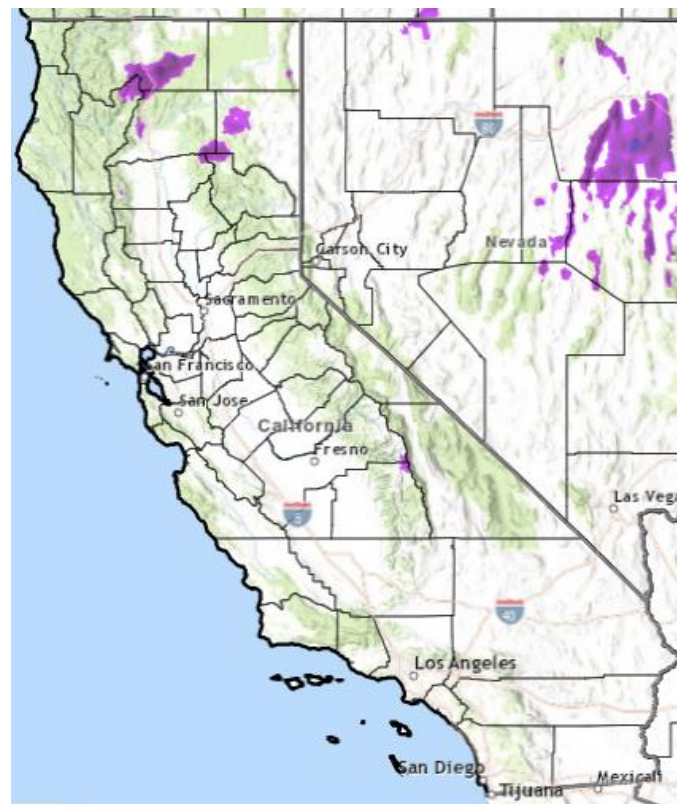 80
Carson City
Nevada
Sacramento
San Francisco
San Jose
California
Fresno
5
Las Vega
40
Los Angeles
San Diego
Tijuana
Mexicali